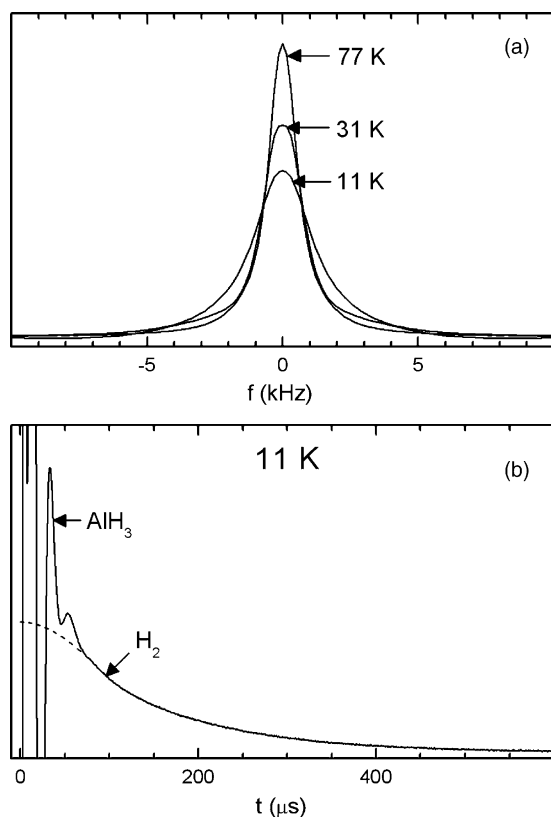 (a)
77 K
31 K
11 K
-5 0 5
f (kHz)
11 K
(b)
AlH3
H2
0 200 400
t (μs)